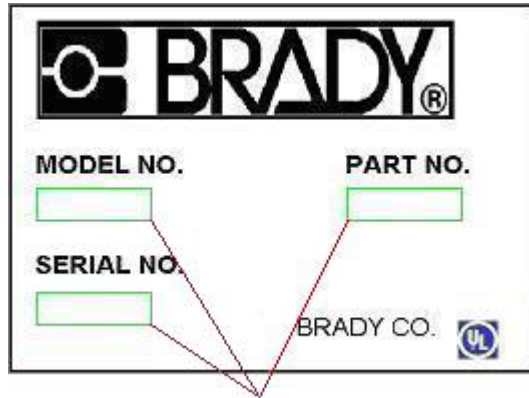 BRADY®
MODEL NO. PART NO.
SERIAL NO.
BRADY CO. UL